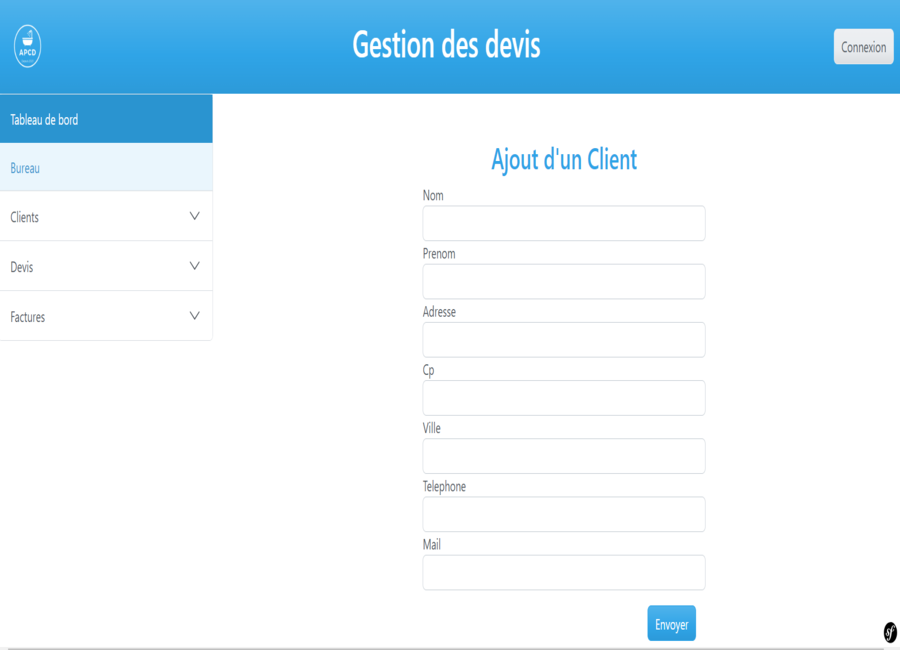 APCD
Gestion des devis
Connexion
Tableau de bord
Bureau
Clients
Devis
Factures
Ajout d'un Client
Nom
Prenom
Adresse
Cp
Ville
Telephone
Mail
Envoyer
sf